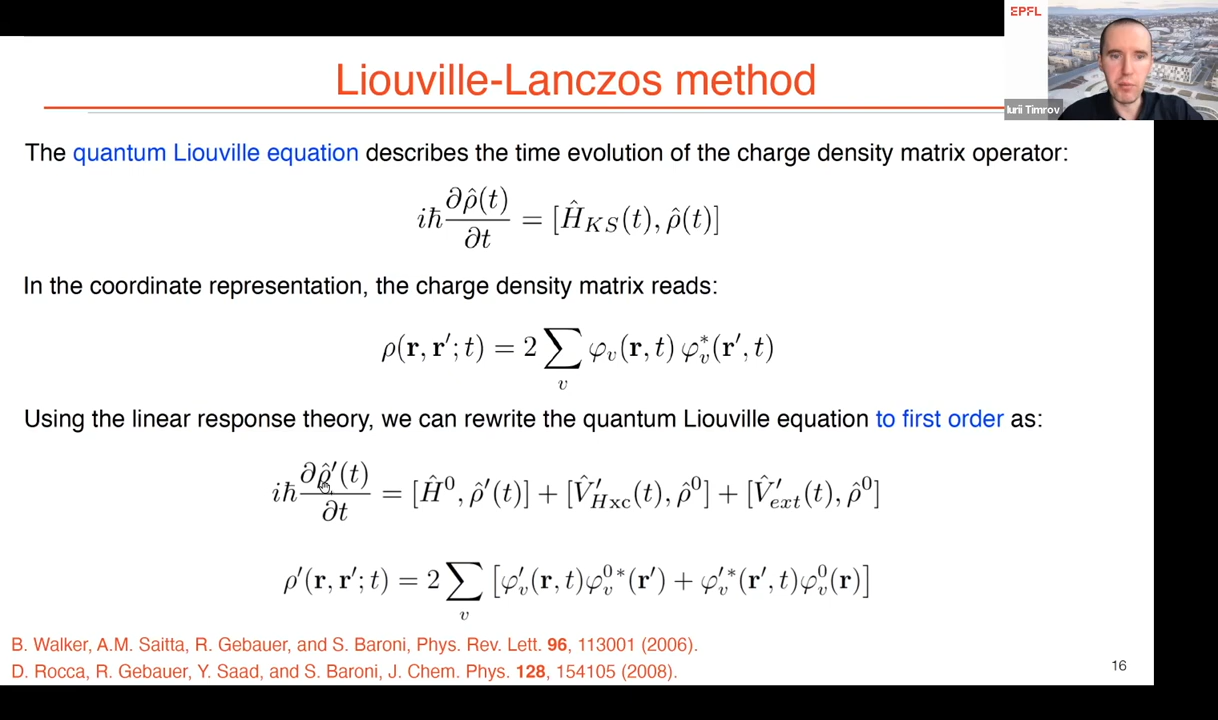 EPFL
Iurii Timrov
Liouville-Lanczos method
The quantum Liouville equation describes the time evolution of the charge density matrix operator:
iħ ∂ρ̂(t)/∂t = [Ĥ_KS(t), ρ̂(t)]
In the coordinate representation, the charge density matrix reads:
ρ(r, r′; t) = 2 ∑_v φ_v(r, t) φ_v^*(r′, t)
Using the linear response theory, we can rewrite the quantum Liouville equation to first order as:
iħ ∂ρ̂′(t)/∂t = [Ĥ^0, ρ̂′(t)] + [V̂′_Hxc(t), ρ̂^0] + [V̂′_ext(t), ρ̂^0]
ρ′(r, r′; t) = 2 ∑_v [φ′_v(r, t)φ_v^0*(r′) + φ′_v^*(r′, t)φ_v^0(r)]
B. Walker, A.M. Saitta, R. Gebauer, and S. Baroni, Phys. Rev. Lett. 96, 113001 (2006).
D. Rocca, R. Gebauer, Y. Saad, and S. Baroni, J. Chem. Phys. 128, 154105 (2008).
16